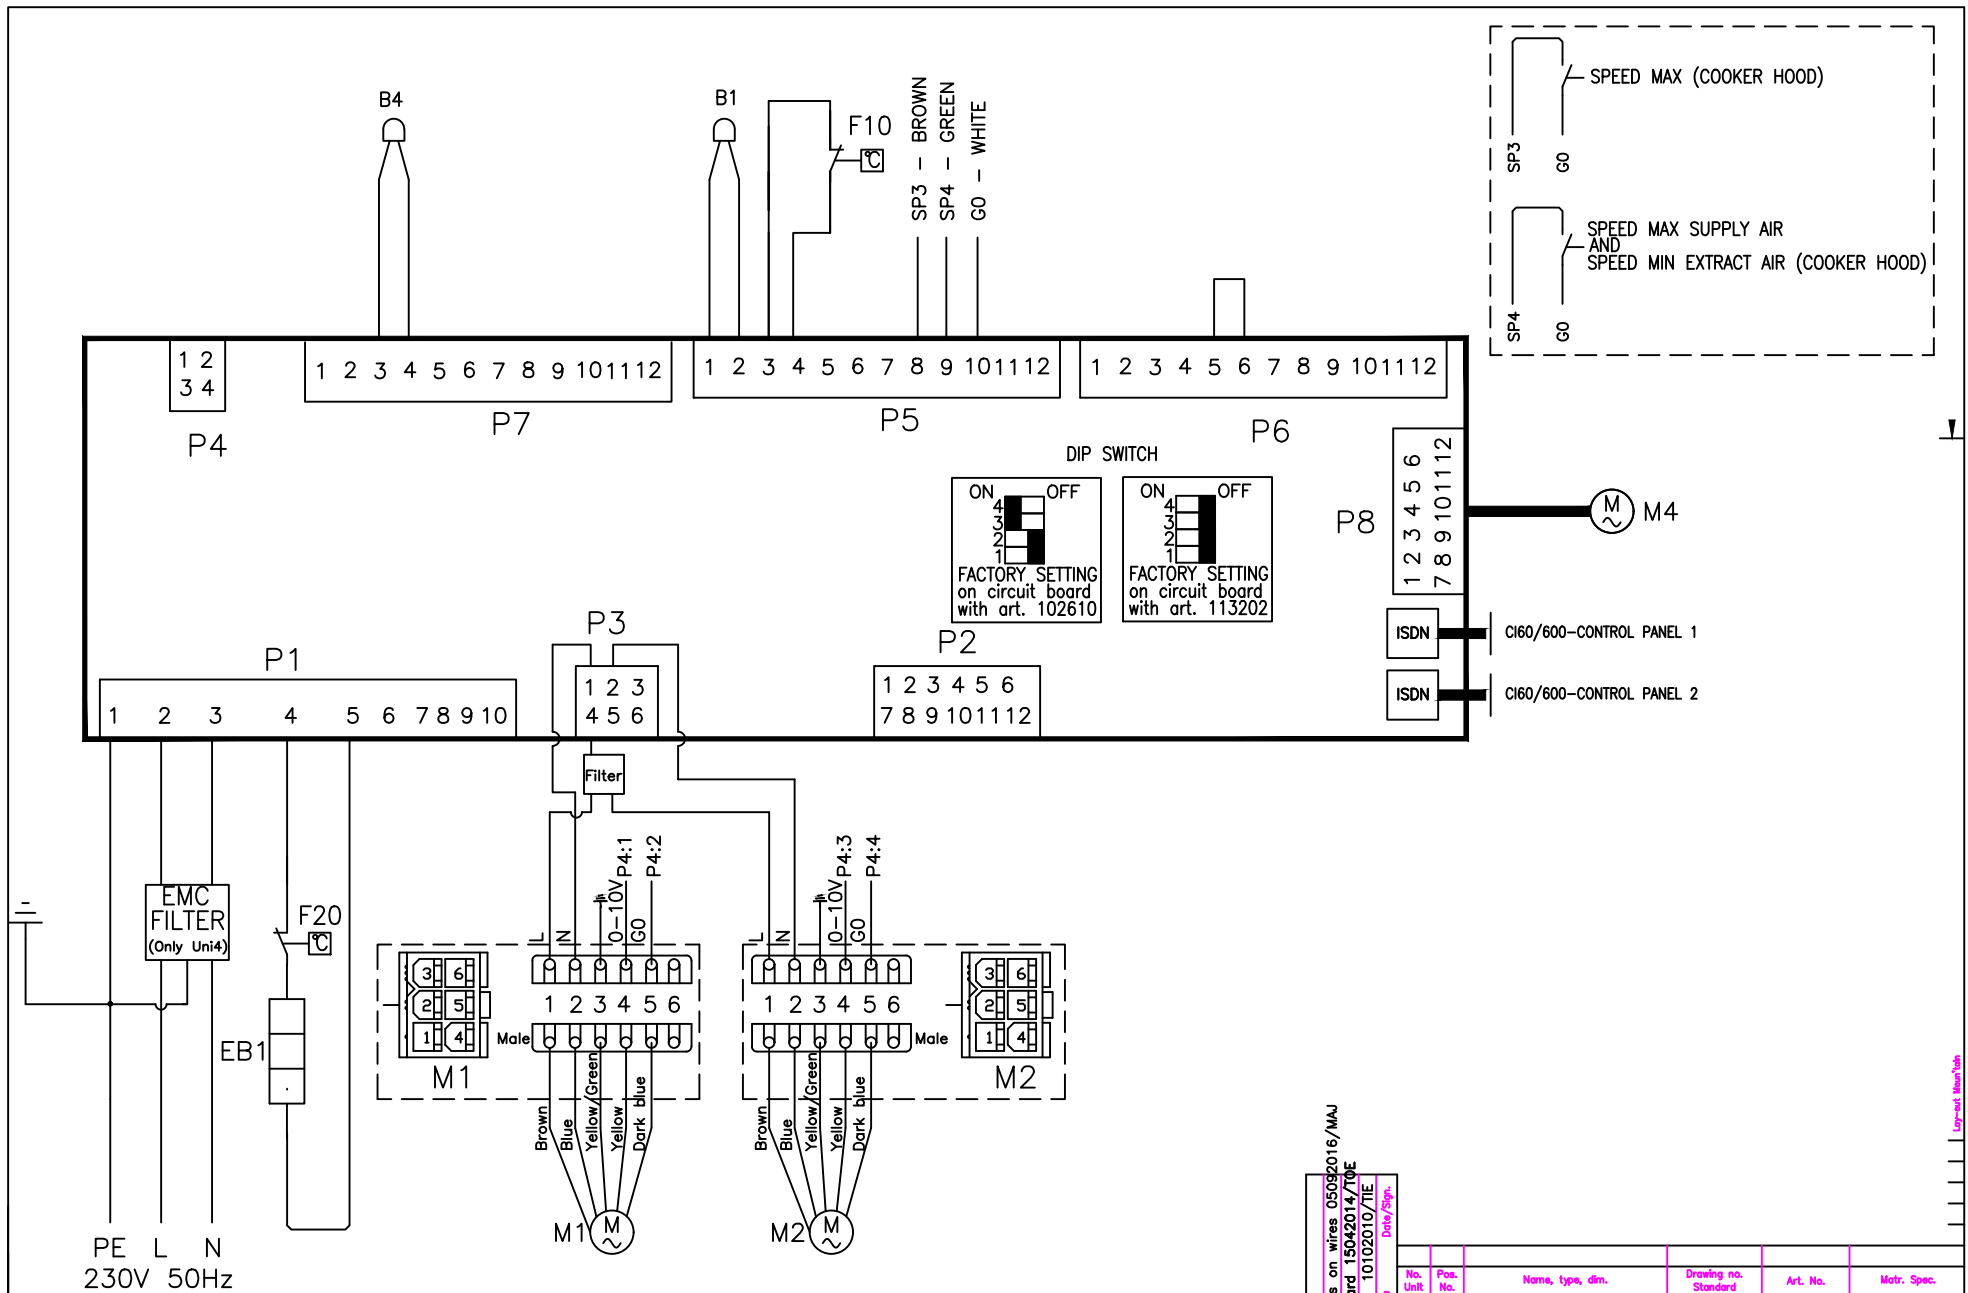 B4
B1
F10
°C
SP3 - BROWN
SP4 - GREEN
G0 - WHITE
SPEED MAX (COOKER HOOD)
SP3
G0
SPEED MAX SUPPLY AIR
AND
SPEED MIN EXTRACT AIR (COOKER HOOD)
SP4
G0
1 2
3 4
P4
1 2 3 4 5 6 7 8 9 10 11 12
P7
1 2 3 4 5 6 7 8 9 10 11 12
P5
1 2 3 4 5 6 7 8 9 10 11 12
P6
DIP SWITCH
ON OFF
4
3
2
1
FACTORY SETTING
on circuit board
with art. 102610
ON OFF
4
3
2
1
FACTORY SETTING
on circuit board
with art. 113202
P8
1 2 3 4 5 6
7 8 9 10 11 12
M
M4
ISDN
CI60/600-CONTROL PANEL 1
ISDN
CI60/600-CONTROL PANEL 2
P1
1 2 3 4 5 6 7 8 9 10
P3
1 2 3
4 5 6
P2
1 2 3 4 5 6
7 8 9 10 11 12
Filter
EMC
FILTER
(Only Uni4)
F20
°C
EB1
PE L N
230V 50Hz
L
N
0-10V
P4:1
G0
P4:2
3 6
2 5
1 4
M1
1 2 3 4 5 6
Male
Brown
Blue
Yellow/Green
Yellow
Dark blue
M1
M
L
N
0-10V
P4:3
G0
P4:4
1 2 3 4 5 6
Male
3 6
2 5
1 4
M2
Brown
Blue
Yellow/Green
Yellow
Dark blue
M2
M
Lay-out Moun'tain
s on wires 05092016/MAJ
ard 15042014/TOE
10102010/TIE
Date/Sign.
No.
Unit
Pos.
No.
Name, type, dim.
Drawing no.
Standard
Art. No.
Matr. Spec.